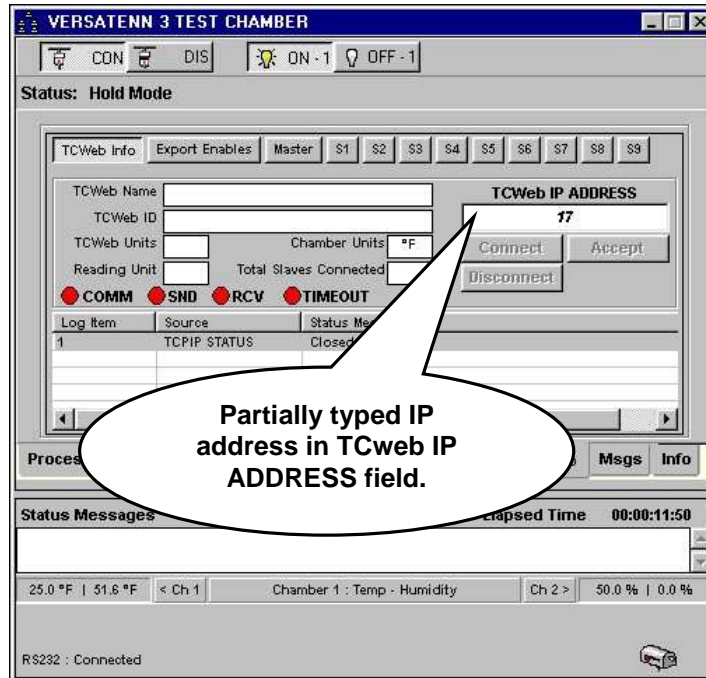 VERSATENN 3 TEST CHAMBER
CON DIS ON - 1 OFF - 1
Status: Hold Mode
TCWeb Info Export Enables Master S1 S2 S3 S4 S5 S6 S7 S8 S9
TCWeb Name
TCWeb ID
TCWeb Units Chamber Units °F
Reading Unit Total Slaves Connected
COMM SND RCV TIMEOUT
TCWeb IP ADDRESS
17
Connect Accept
Disconnect
Log Item Source Status
1 TCPIP STATUS Closed
Partially typed IP
address in TCweb IP
ADDRESS field.
Msgs Info
Status Messages Elapsed Time 00:00:11:50
25.0 °F | 51.6 °F < Ch 1 Chamber 1 : Temp - Humidity Ch 2 > 50.0 % | 0.0 %
RS232 : Connected